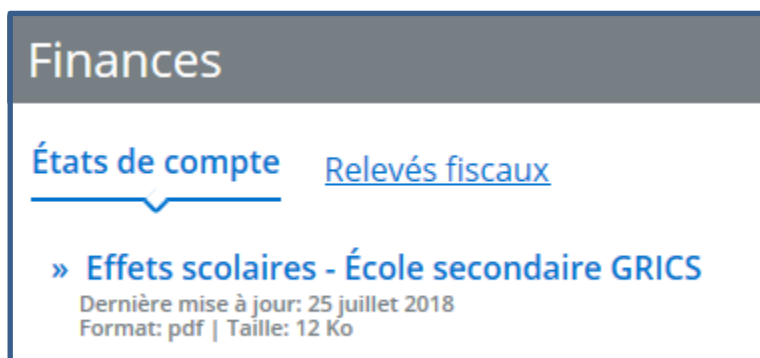 Finances
États de compte Relevés fiscaux
» Effets scolaires - École secondaire GRICS
Dernière mise à jour: 25 juillet 2018
Format: pdf | Taille: 12 Ko